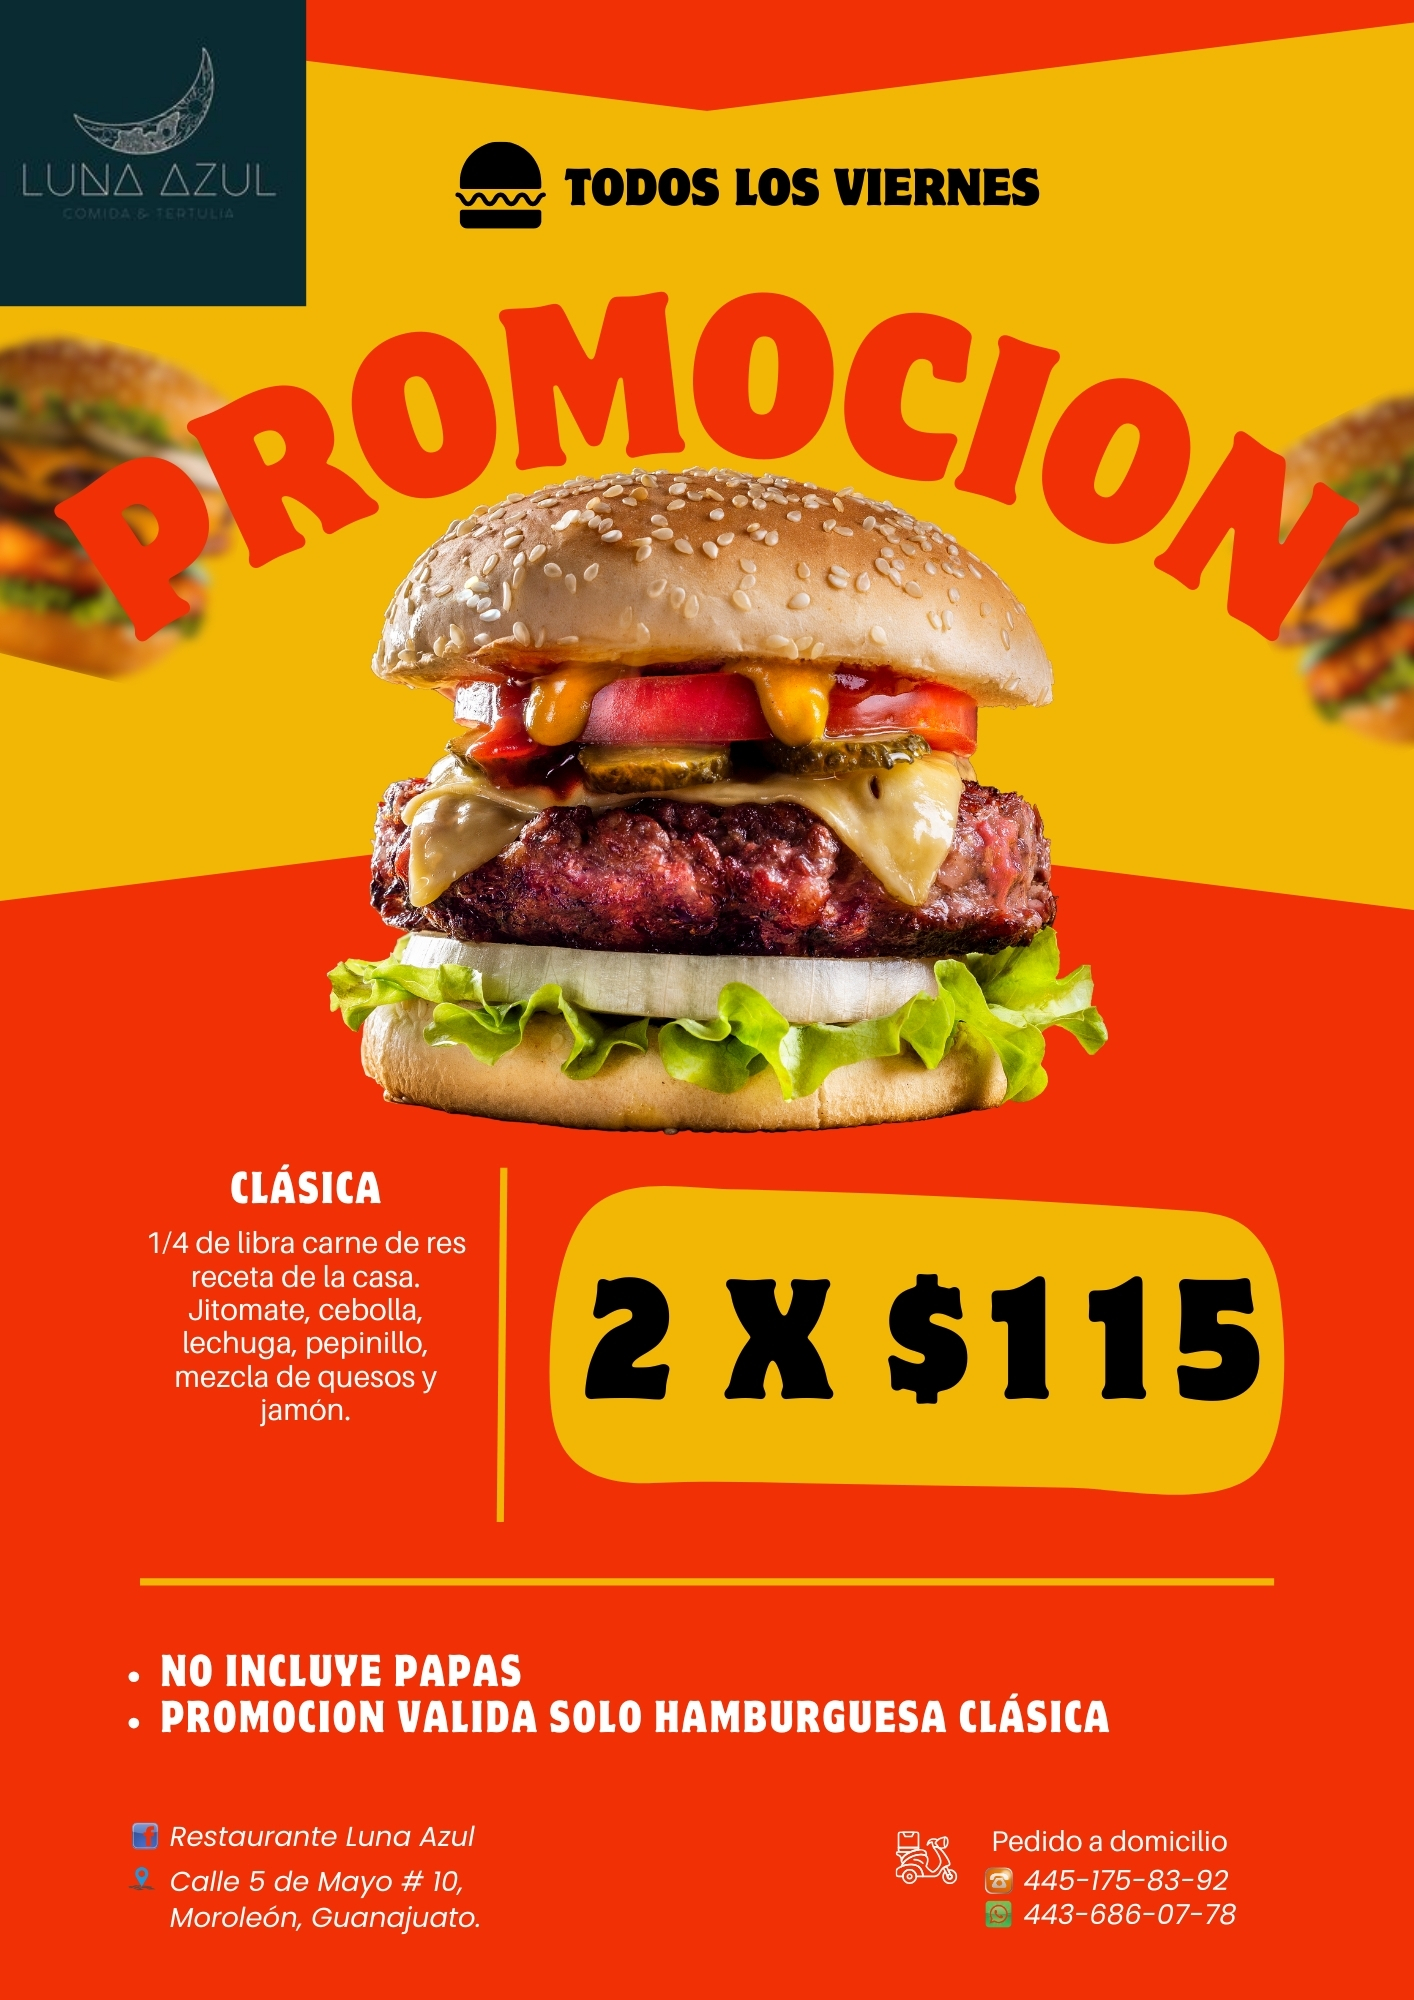 LUNA AZUL
COMIDA & TERTULIA
TODOS LOS VIERNES
PROMOCION
CLÁSICA
1/4 de libra carne de res
receta de la casa.
Jitomate, cebolla,
lechuga, pepinillo,
mezcla de quesos y
jamón.
2 X $115
• NO INCLUYE PAPAS
• PROMOCION VALIDA SOLO HAMBURGUESA CLÁSICA
Restaurante Luna Azul
Calle 5 de Mayo # 10,
Moroleón, Guanajuato.
Pedido a domicilio
445-175-83-92
443-686-07-78